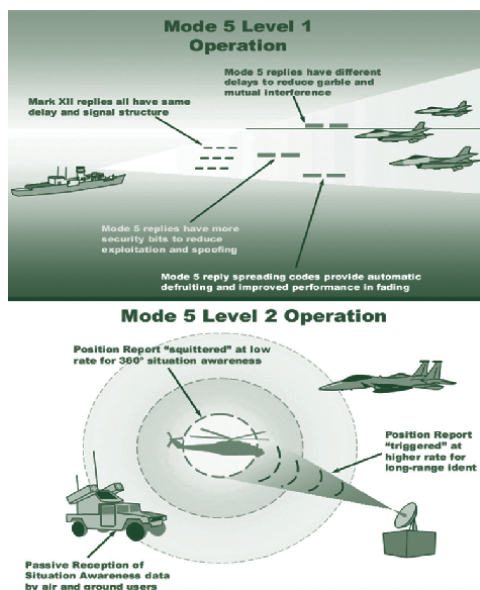 Mode 5 Level 1
Operation
Mode 5 replies have different
delays to reduce garble and
mutual interference
Mark XII replies all have same
delay and signal structure
Mode 5 replies have more
security bits to reduce
exploitation and spoofing
Mode 5 reply spreading codes provide automatic
defruiting and improved performance in fading
Mode 5 Level 2 Operation
Position Report "squittered" at low
rate for 360° situation awareness
Position Report
"triggered" at
higher rate for
long-range ident
Passive Reception of
Situation Awareness data
by air and ground users